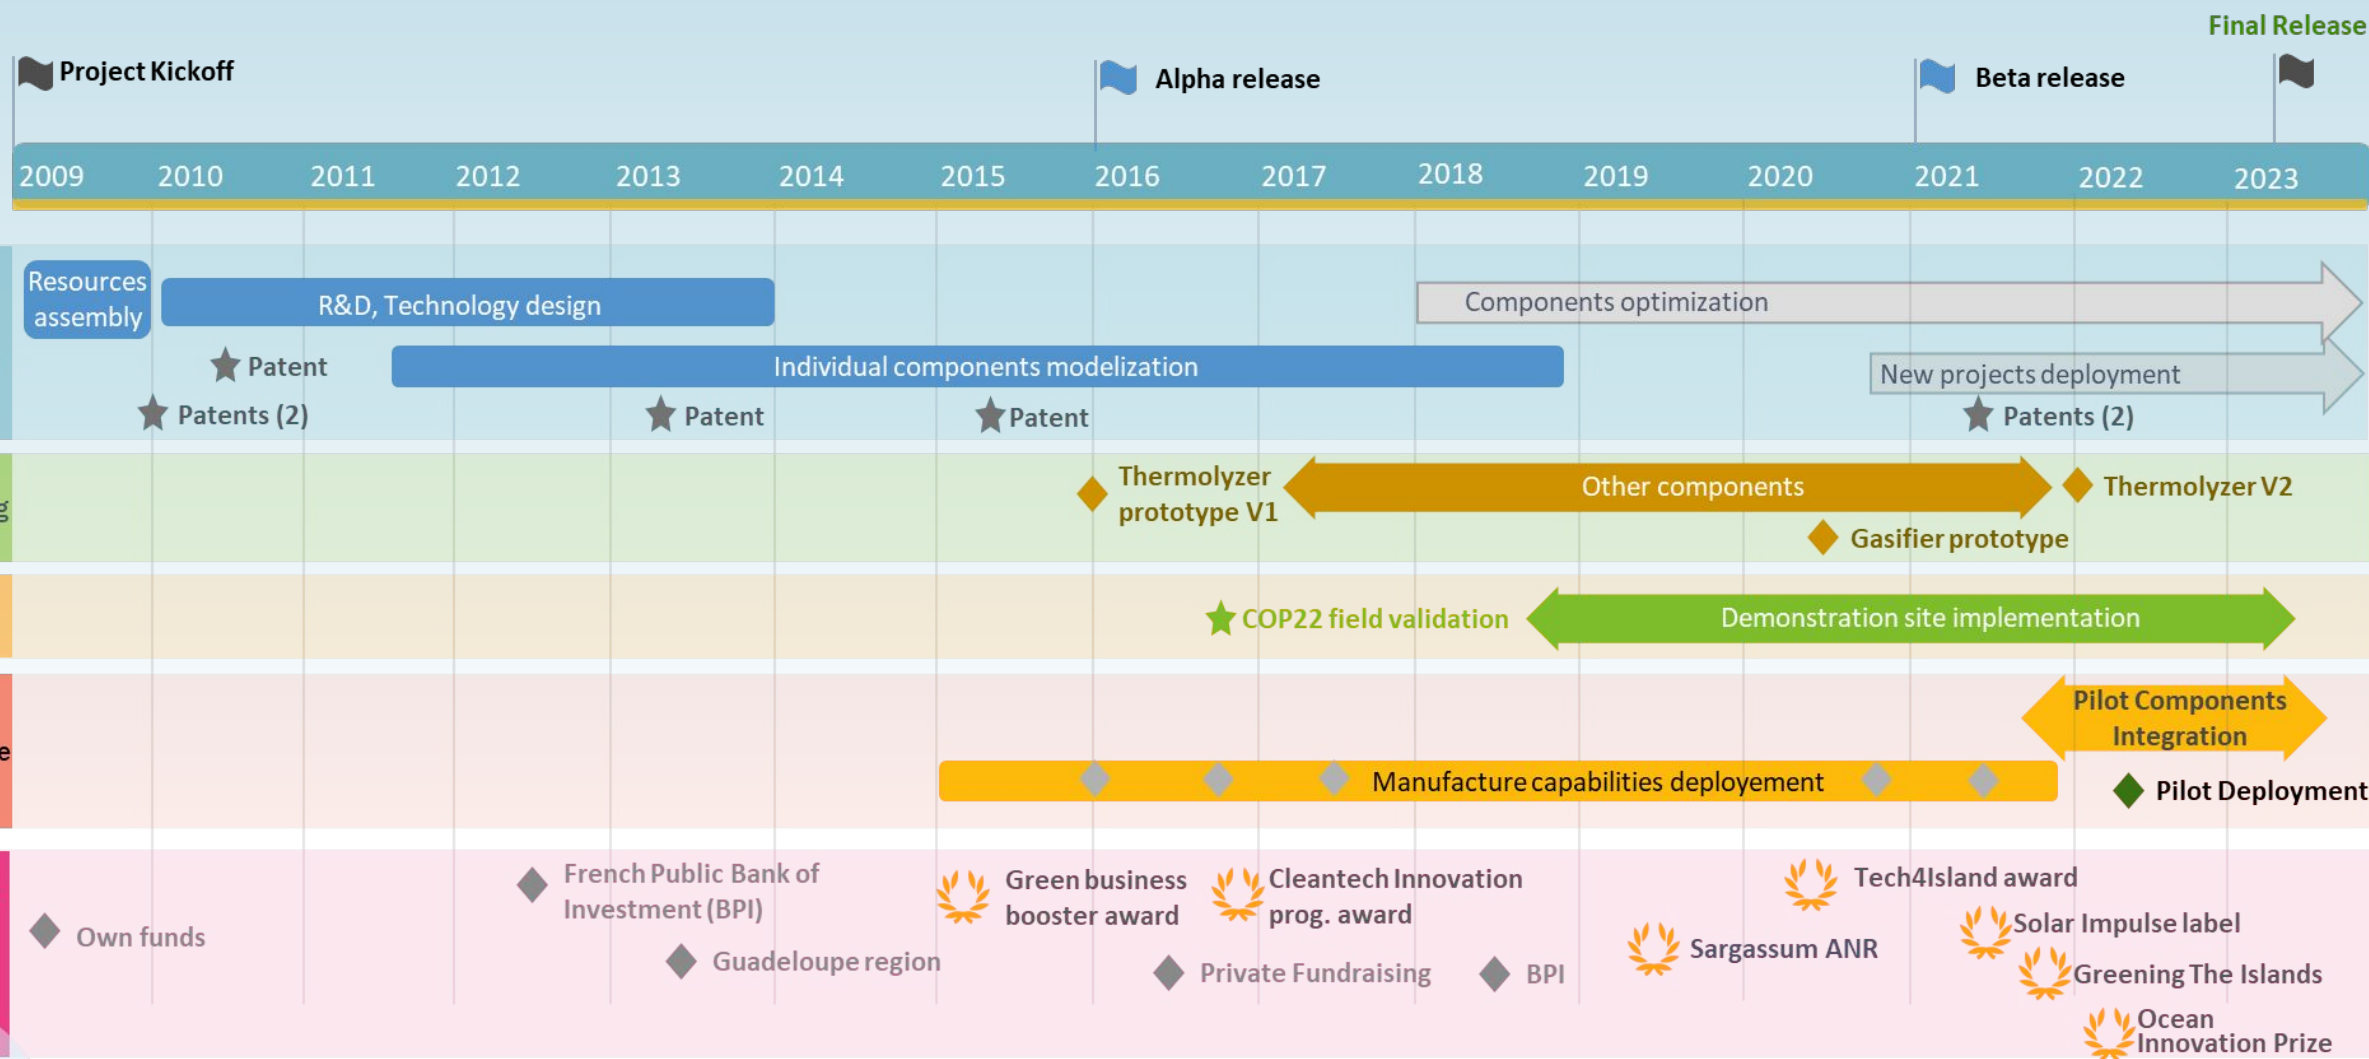 Final Release
Project Kickoff
Alpha release
Beta release
2009 2010 2011 2012 2013 2014 2015 2016 2017 2018 2019 2020 2021 2022 2023
Resources
assembly
R&D, Technology design
Components optimization
Patent
Individual components modelization
New projects deployment
Patents (2)
Patent
Patent
Patents (2)
Thermolyzer
prototype V1
Other components
Thermolyzer V2
Gasifier prototype
COP22 field validation
Demonstration site implementation
Pilot Components
Integration
Manufacture capabilities deployement
Pilot Deployment
French Public Bank of
Investment (BPI)
Green business
booster award
Cleantech Innovation
prog. award
Tech4Island award
Own funds
Guadeloupe region
Private Fundraising
BPI
Sargassum ANR
Solar Impulse label
Greening The Islands
Ocean
Innovation Prize